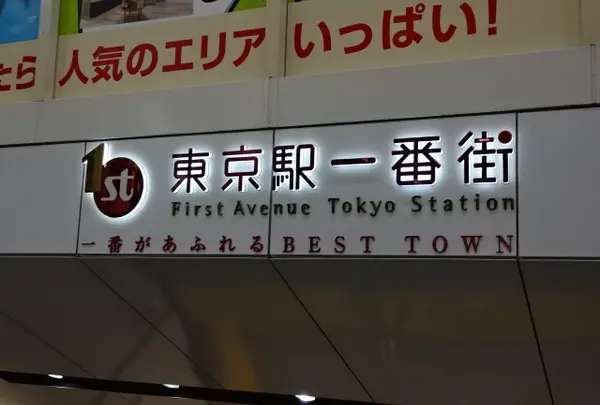 たら 人気のエリア いっぱい!
1st 東京駅一番街
First Avenue Tokyo Station
一番があふれる BEST TOWN